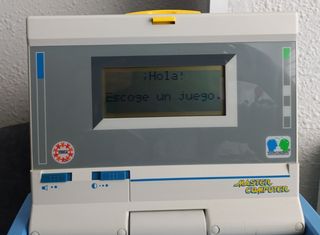 ¡Hola!
Escoge un juego.
MASTER
COMPUTER